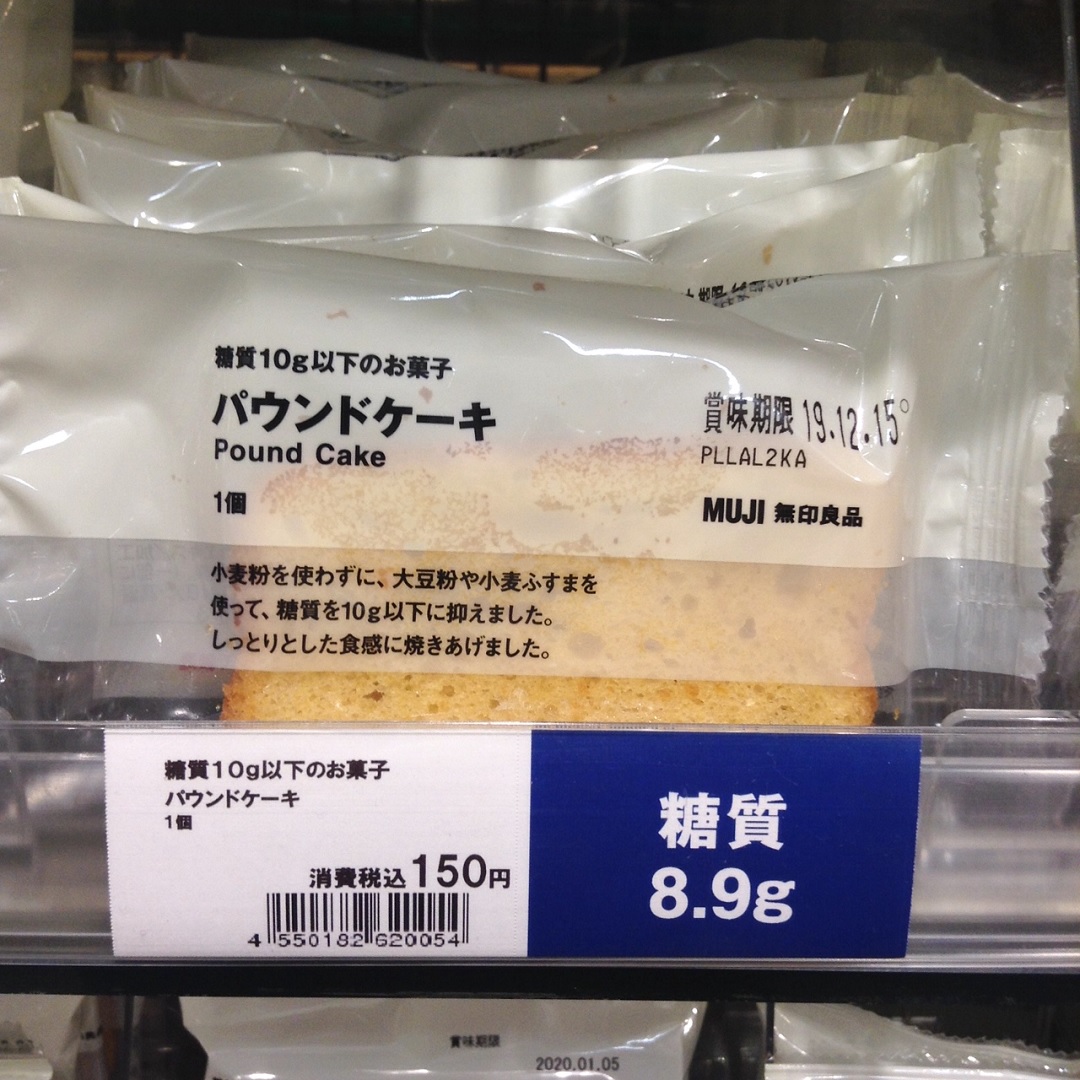 糖質10g以下のお菓子
パウンドケーキ
Pound Cake
1個
賞味期限 19.12.15
PLLAL2KA
MUJI 無印良品
小麦粉を使わずに、大豆粉や小麦ふすまを
使って、糖質を10g以下に抑えました。
しっとりとした食感に焼きあげました。
糖質10g以下のお菓子
パウンドケーキ
1個
消費税込150円
4 550182 620054
糖質
8.9g
賞味期限
2020.01.05